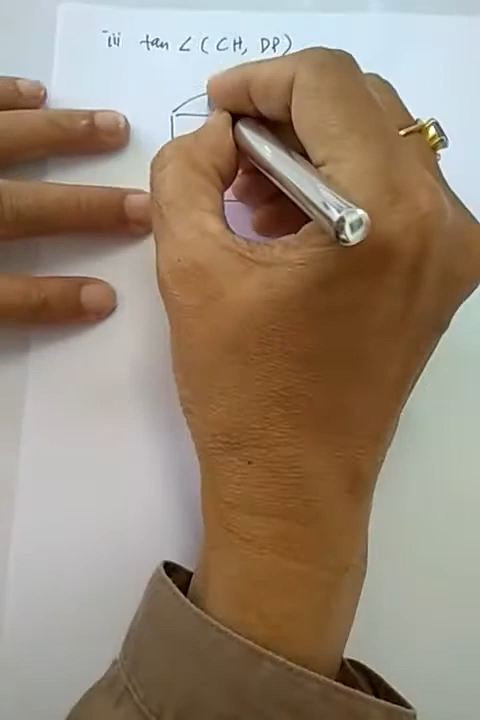 iii tan ∠ (CH, DP)